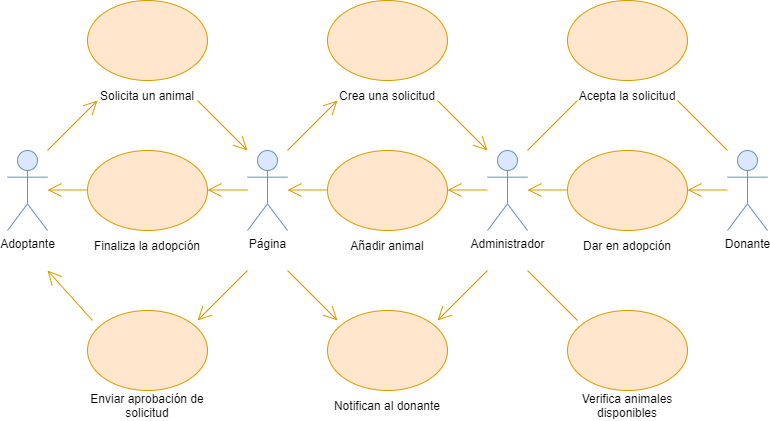 Solicita un animal
Crea una solicitud
Acepta la solicitud
Adoptante
Finaliza la adopción
Página
Añadir animal
Administrador
Dar en adopción
Donante
Enviar aprobación de
solicitud
Notifican al donante
Verifica animales
disponibles